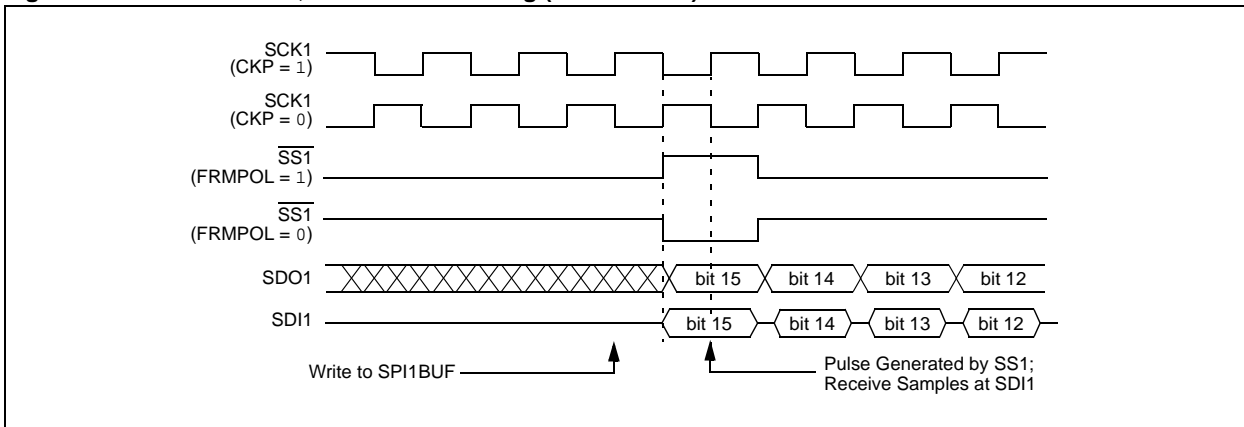 SCK1
(CKP = 1)
SCK1
(CKP = 0)
SS1
(FRMPOL = 1)
SS1
(FRMPOL = 0)
SDO1
bit 15
bit 14
bit 13
bit 12
SDI1
bit 15
bit 14
bit 13
bit 12
Write to SPI1BUF
Pulse Generated by SS1;
Receive Samples at SDI1